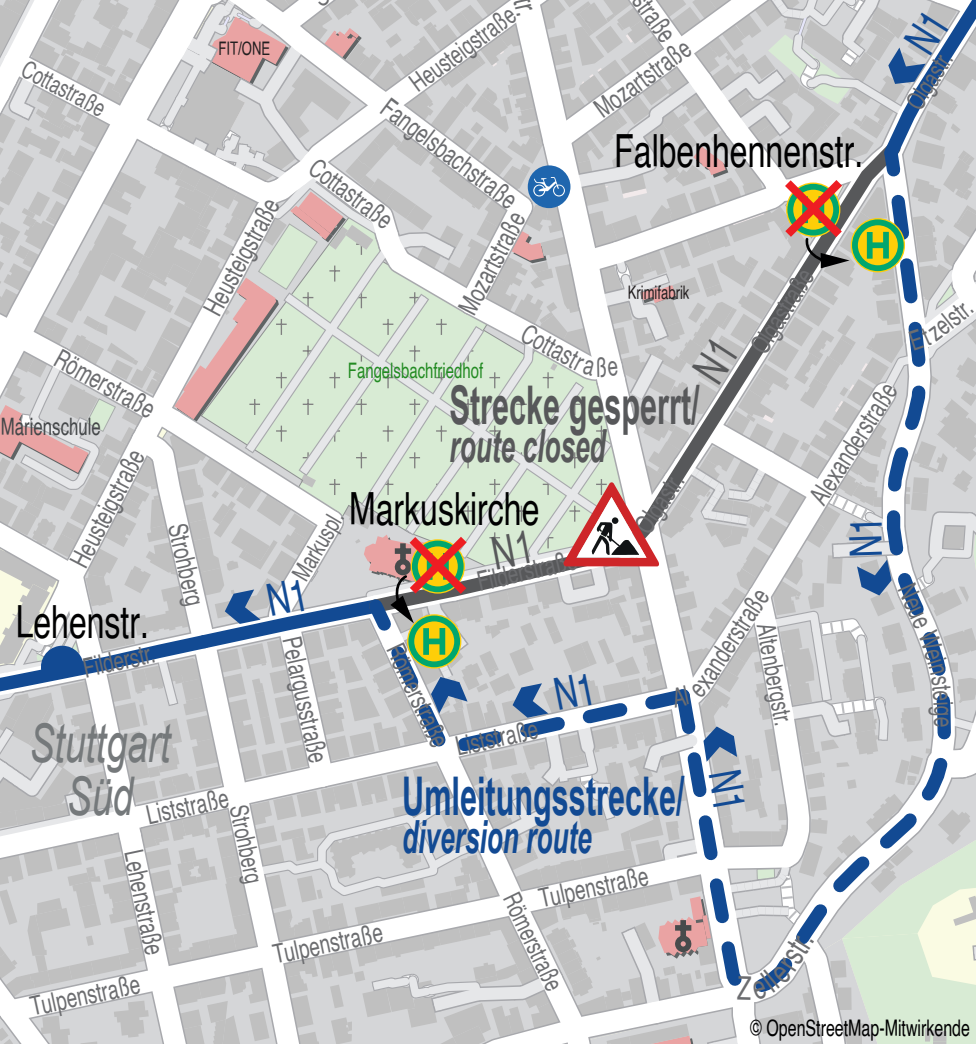 N1
Olgastr.
FIT/ONE
Heusteigstraße
Mozartstraße
Cottastraße
Fangelsbachstraße
Falbenhennenstr.
Cottastraße
H
Heusteigstraße
Mozartstraße
Krimifabrik
Olgastraße
Etzelstr.
Cottastraße
N1
Römerstraße
Fangelsbachfriedhof
Strecke gesperrt/
route closed
Marienschule
Alexanderstraße
Heusteigstraße
Markuskirche
Olgastr.
Strohberg
Markuspl.
N1
N1
Filderstraße
N1
Lehenstr.
H
Neue Weinsteige
Alexanderstraße
Altenbergstr.
Filderstr.
Pelargusstraße
Römerstraße
N1
Alexanderstraße
Liststraße
Stuttgart
Süd
Umleitungsstrecke/
diversion route
N1
Liststraße
Strohberg
Lehenstraße
Tulpenstraße
Römerstraße
Tulpenstraße
Zellerstr.
Tulpenstraße
© OpenStreetMap-Mitwirkende